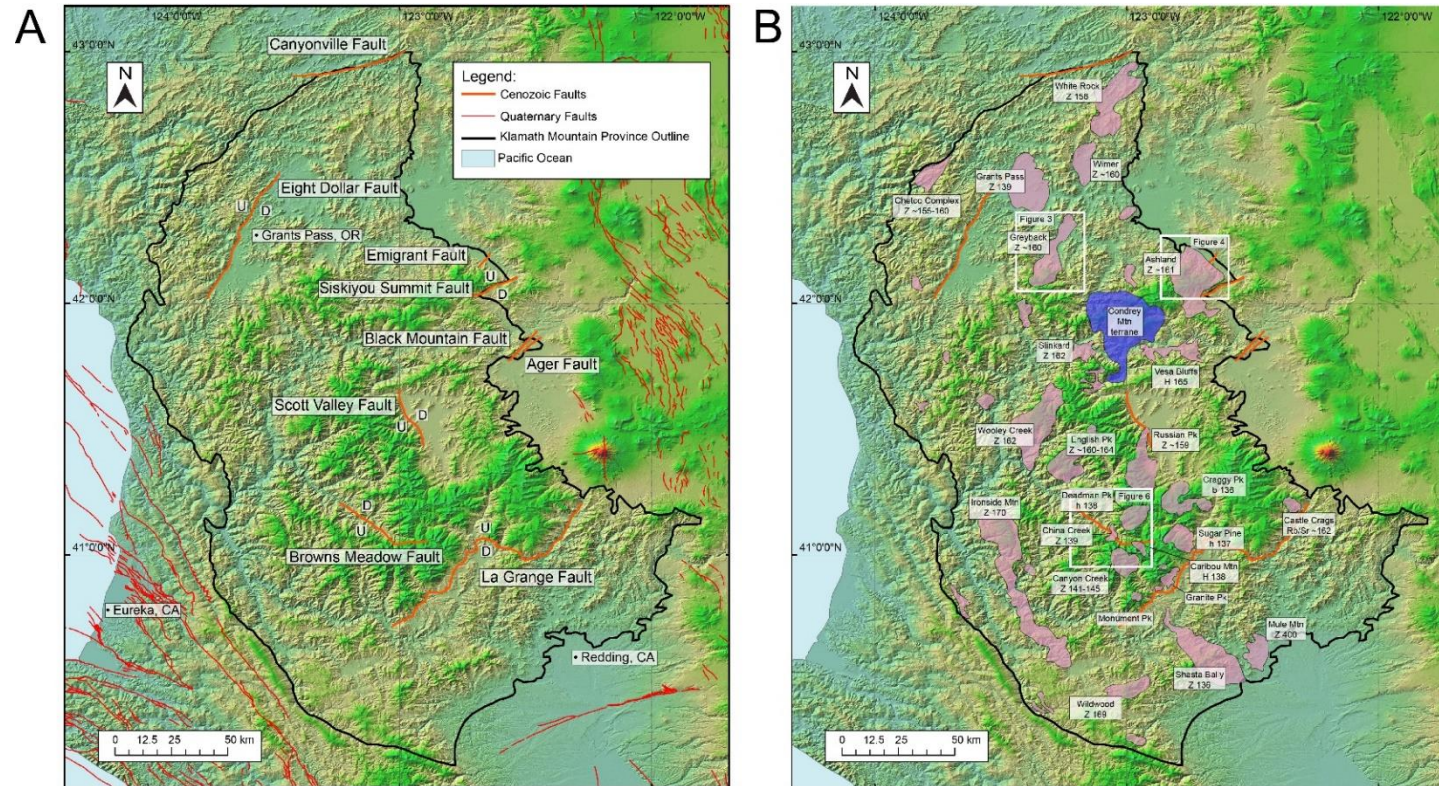 A
124°0'0"W
123°0'0"W
122°0'0"W
43°0'0"N
42°0'0"N
41°0'0"N
N
Canyonville Fault
Legend:
Cenozoic Faults
Quaternary Faults
Klamath Mountain Province Outline
Pacific Ocean
Eight Dollar Fault
U
D
Grants Pass, OR
Emigrant Fault
U
Siskiyou Summit Fault
D
Black Mountain Fault
Ager Fault
Scott Valley Fault
D
U
D
U
Browns Meadow Fault
U
D
La Grange Fault
Eureka, CA
Redding, CA
0 12.5 25 50 km
B
124°0'0"W
123°0'0"W
122°0'0"W
43°0'0"N
42°0'0"N
41°0'0"N
N
White Rock
Z 158
Wimer
Z ~160
Grants Pass
Z 139
Chetco Complex
Z ~155-160
Figure 3
Greyback
Z ~160
Figure 4
Ashland
Z ~161
Condrey
Mtn
terrane
Slinkard
Z 162
Vesa Bluffs
H 165
Wooley Creek
Z 162
English Pk
Z ~160-164
Russian Pk
Z ~159
Craggy Pk
b 136
Ironside Mtn
Z 170
Deadman Pk
h 138
Figure 6
China Creek
Z 139
Castle Crags
Rb/Sr ~162
Sugar Pine
h 137
Canyon Creek
Z 141-145
Caribou Mtn
H 138
Granite Pk
Monument Pk
Mule Mtn
Z 400
Shasta Bally
Z 136
Wildwood
Z 169
0 12.5 25 50 km